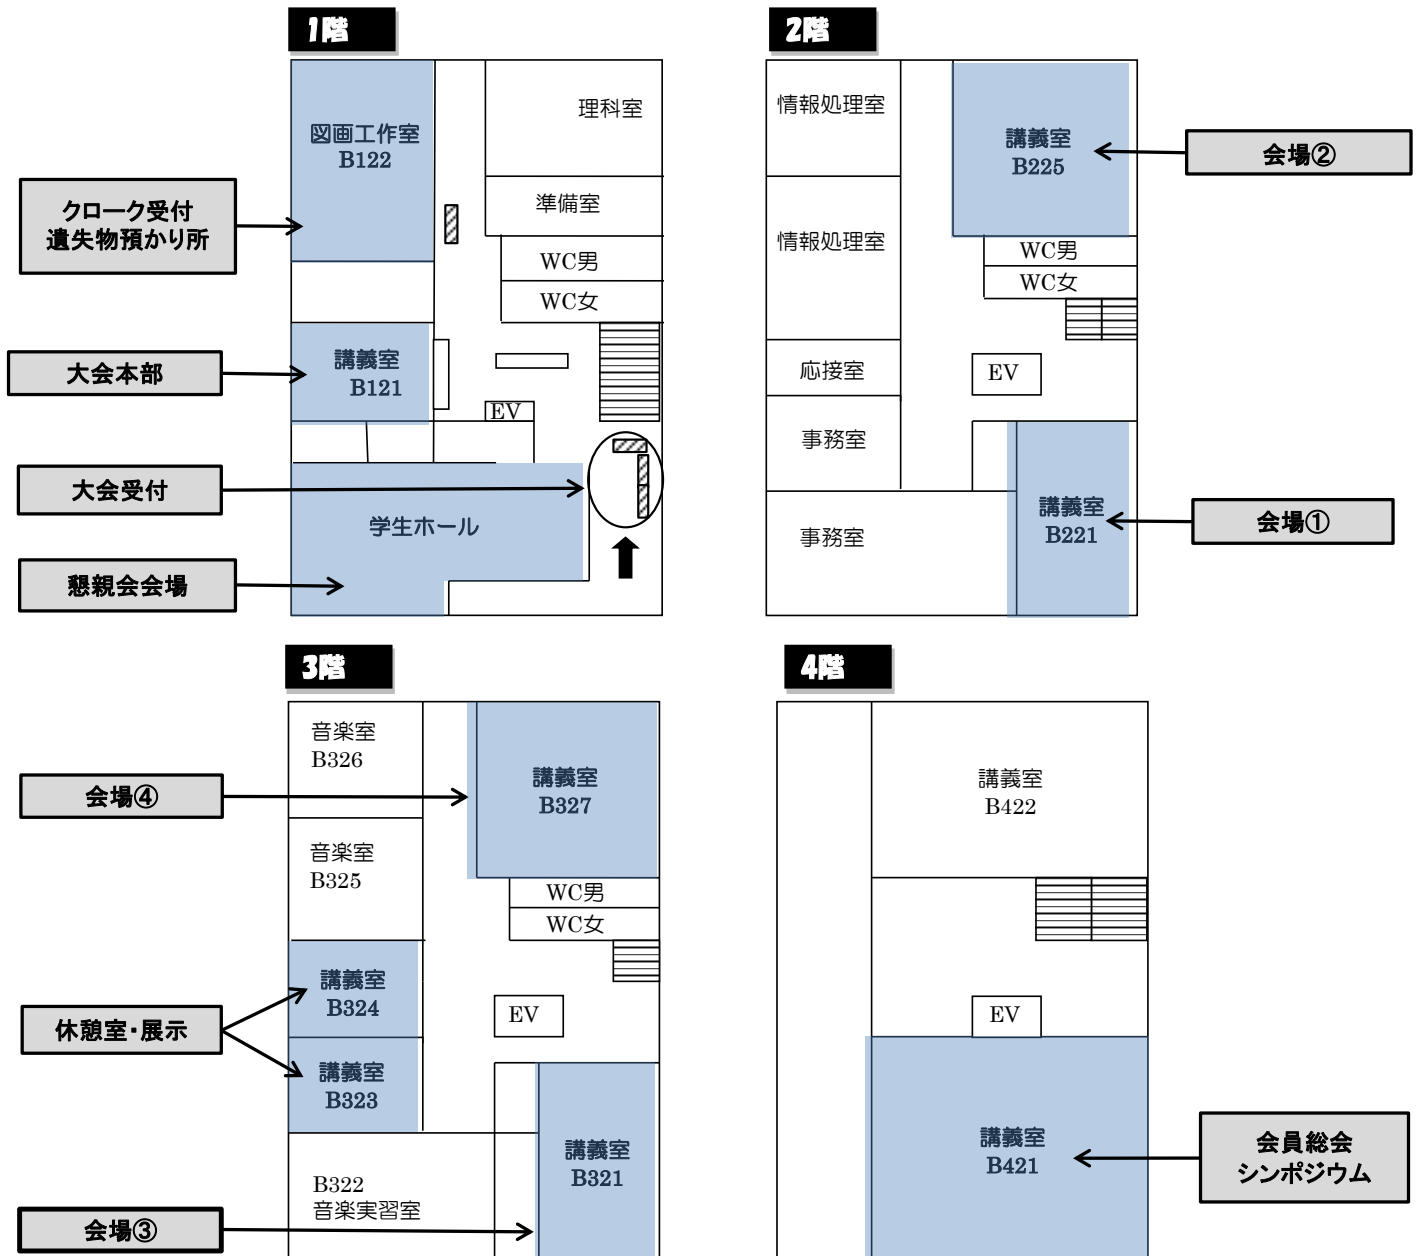 1階
図画工作室
B122
理科室
準備室
WC男
WC女
クローク受付
遺失物預かり所
講義室
B121
大会本部
EV
大会受付
学生ホール
懇親会会場
2階
情報処理室
講義室
B225
会場②
情報処理室
WC男
WC女
応接室
EV
事務室
講義室
B221
会場①
事務室
3階
音楽室
B326
講義室
B327
会場④
音楽室
B325
WC男
WC女
講義室
B324
EV
休憩室・展示
講義室
B323
講義室
B321
B322
音楽実習室
会場③
4階
講義室
B422
EV
講義室
B421
会員総会
シンポジウム